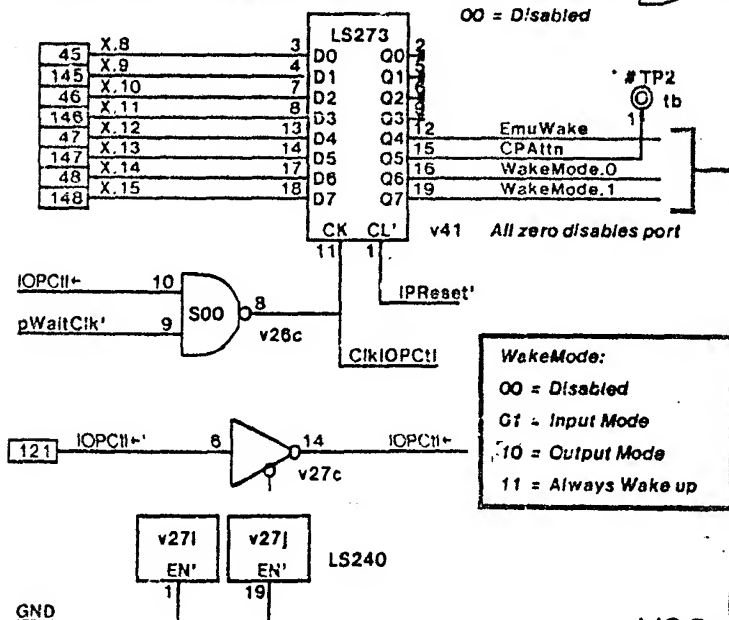 00 = Disabled
LS273
45 X.8 3 D0 Q0 2
145 X.9 4 D1 Q1
46 X.10 7 D2 Q2
146 X.11 8 D3 Q3
47 X.12 13 D4 Q4 12 EmuWake
147 X.13 14 D5 Q5 15 CPAttn
48 X.14 17 D6 Q6 16 WakeMode.0
148 X.15 18 D7 Q7 19 WakeMode.1
#TP2
tb
1
CK CL'
11 1
v41 All zero disables port
IPReset'
IOPCtl← 10
pWaitClk' 9
S00 8
v26c
ClkIOPCtl
WakeMode:
00 = Disabled
01 = Input Mode
10 = Output Mode
11 = Always Wake up
121 IOPCtl←' 6 14 IOPCtl←
v27c
v27i v27j LS240
EN' EN'
1 19
GND